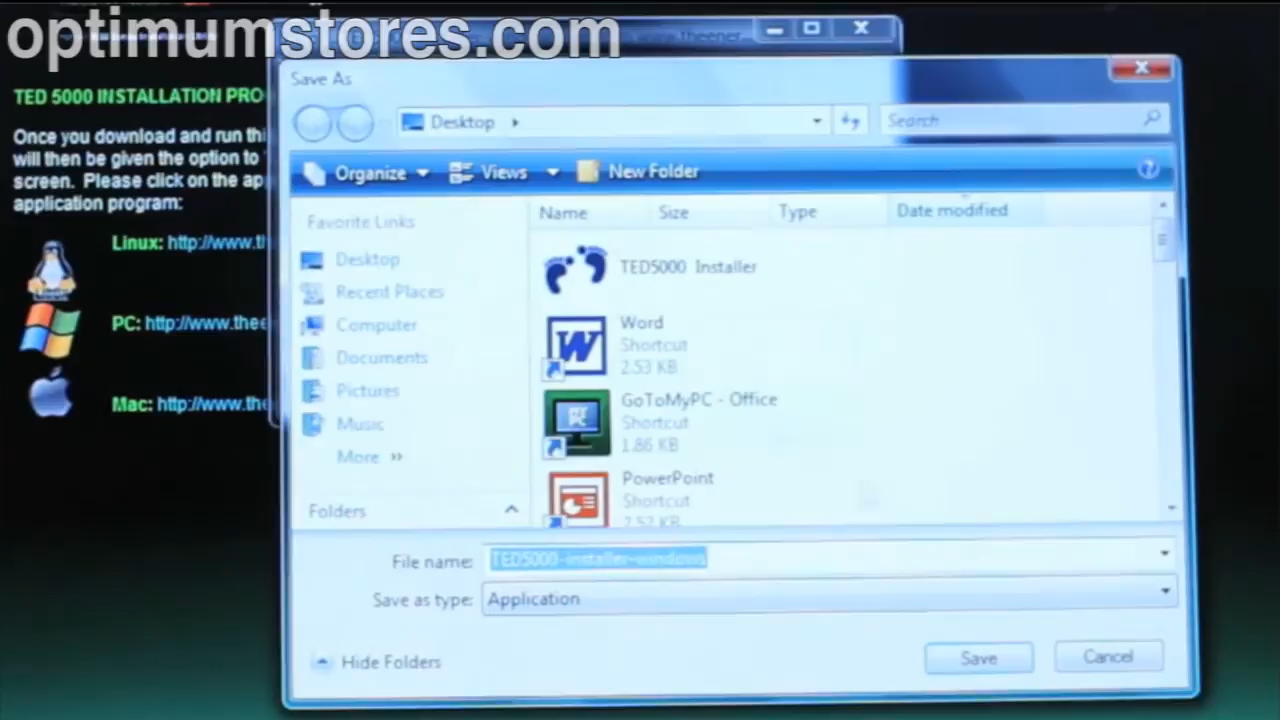 optimumstores.com
TED 5000 INSTALLATION PRO
Once you download and run thi
will then be given the option to
screen. Please click on the ap
application program:
Linux: http://www.th
PC: http://www.thee
Mac: http://www.the
Save As
Desktop
Search
Organize
Views
New Folder
Favorite Links
Desktop
Recent Places
Computer
Documents
Pictures
Music
More »
Folders
Name Size Type Date modified
TED5000 Installer
Word
Shortcut
2.53 KB
GoToMyPC - Office
Shortcut
1.86 KB
PowerPoint
Shortcut
2.52 KB
File name: TED5000-installer-windows
Save as type: Application
Hide Folders
Save
Cancel